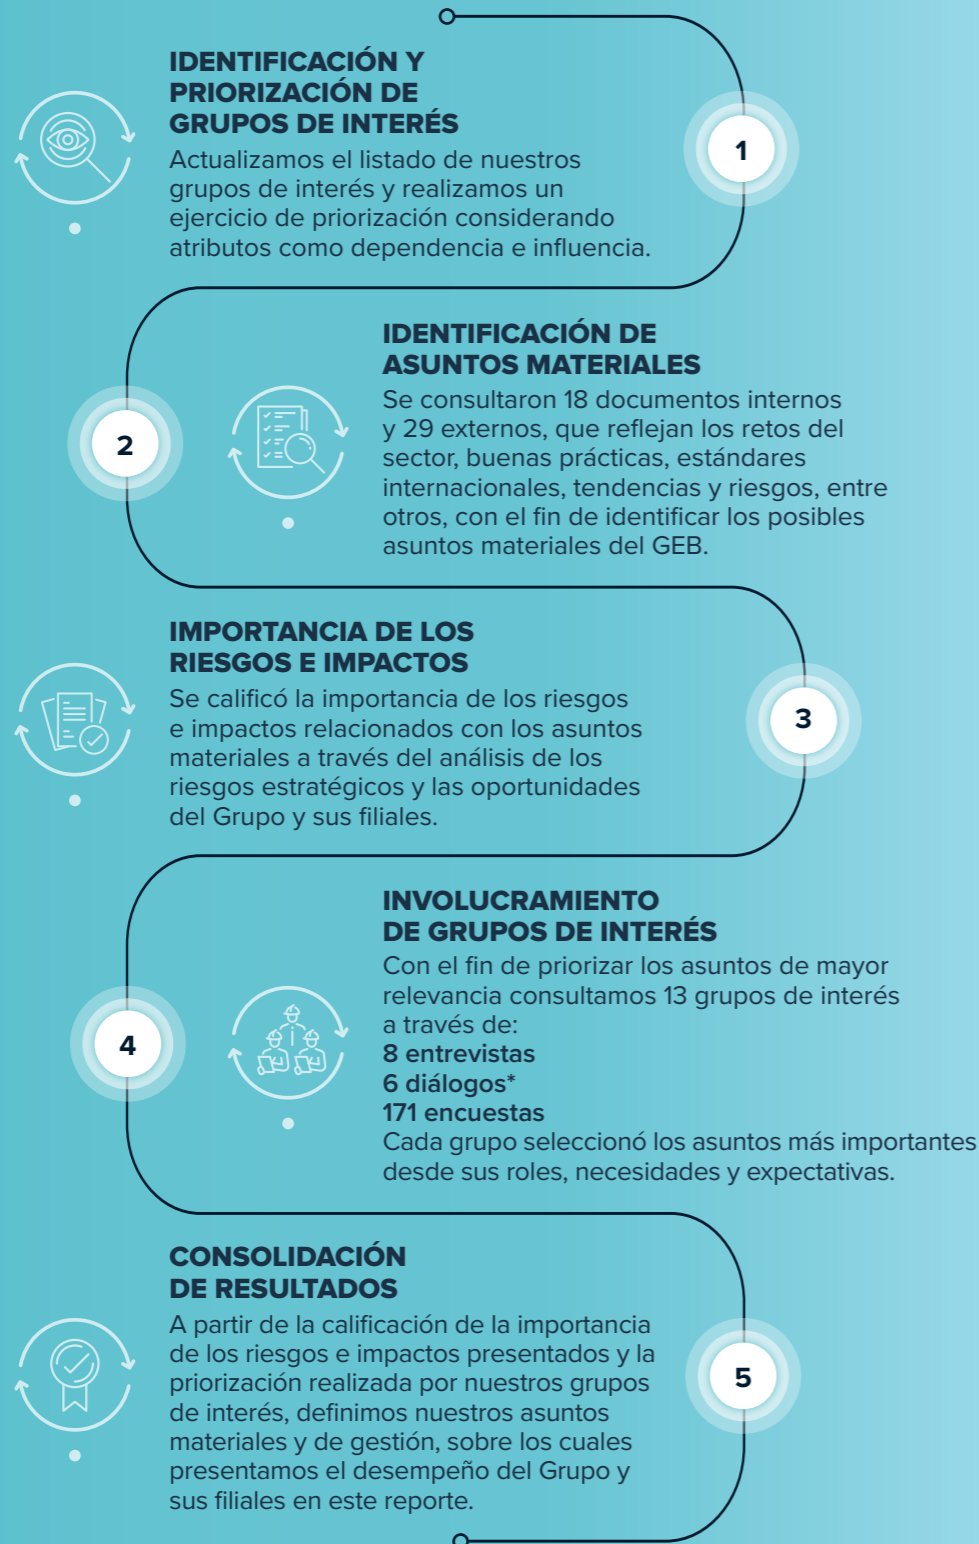 IDENTIFICACIÓN Y
PRIORIZACIÓN DE
GRUPOS DE INTERÉS
Actualizamos el listado de nuestros
grupos de interés y realizamos un
ejercicio de priorización considerando
atributos como dependencia e influencia.
1
IDENTIFICACIÓN DE
ASUNTOS MATERIALES
Se consultaron 18 documentos internos
y 29 externos, que reflejan los retos del
sector, buenas prácticas, estándares
internacionales, tendencias y riesgos, entre
otros, con el fin de identificar los posibles
asuntos materiales del GEB.
2
IMPORTANCIA DE LOS
RIESGOS E IMPACTOS
Se calificó la importancia de los riesgos
e impactos relacionados con los asuntos
materiales a través del análisis de los
riesgos estratégicos y las oportunidades
del Grupo y sus filiales.
3
INVOLUCRAMIENTO
DE GRUPOS DE INTERÉS
Con el fin de priorizar los asuntos de mayor
relevancia consultamos 13 grupos de interés
a través de:
8 entrevistas
6 diálogos*
171 encuestas
Cada grupo seleccionó los asuntos más importantes
desde sus roles, necesidades y expectativas.
4
CONSOLIDACIÓN
DE RESULTADOS
A partir de la calificación de la importancia
de los riesgos e impactos presentados y la
priorización realizada por nuestros grupos
de interés, definimos nuestros asuntos
materiales y de gestión, sobre los cuales
presentamos el desempeño del Grupo y
sus filiales en este reporte.
5